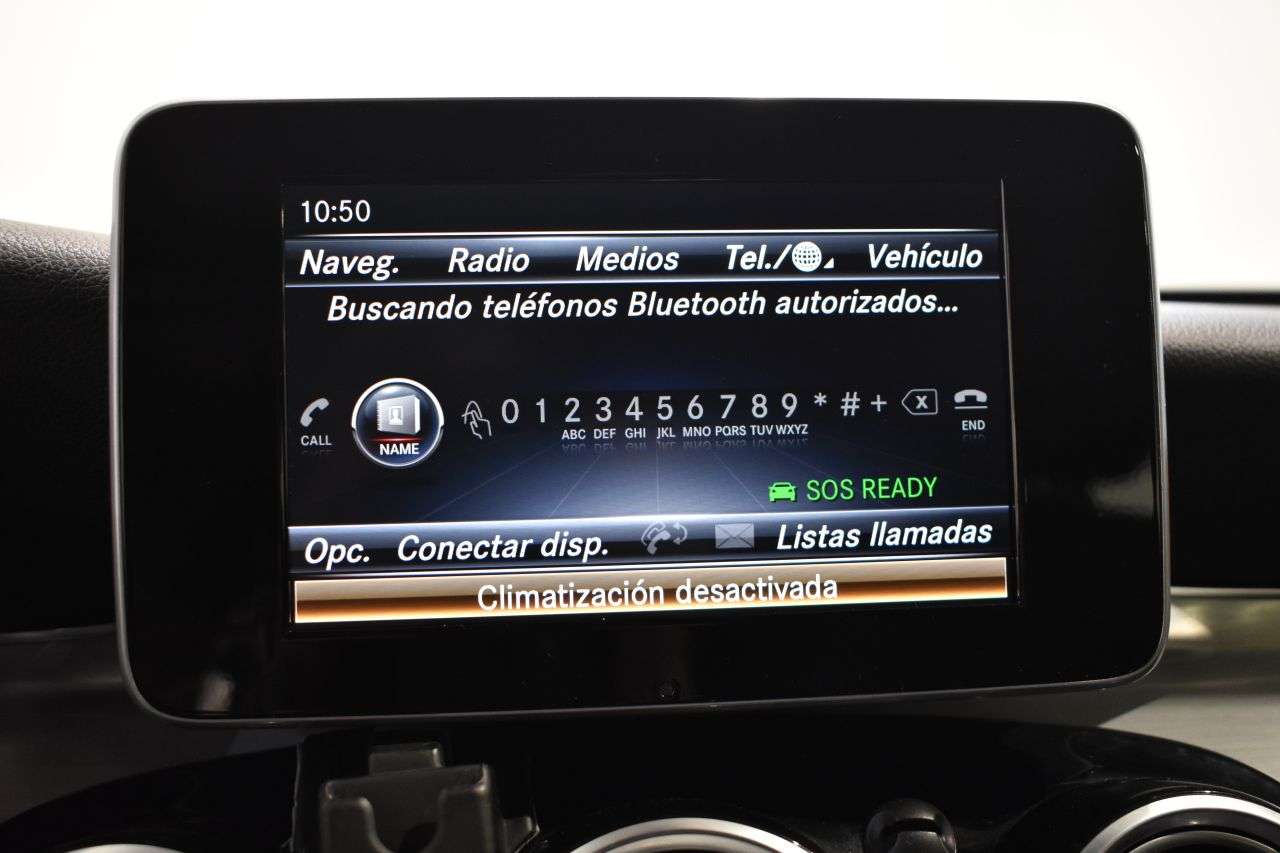 10:50
Naveg. Radio Medios Tel./ Vehículo
Buscando teléfonos Bluetooth autorizados...
0 1 2 3 4 5 6 7 8 9 * # + X
ABC DEF GHI JKL MNO PQRS TUV WXYZ
CALL NAME END
SOS READY
Opc. Conectar disp. Listas llamadas
Climatización desactivada